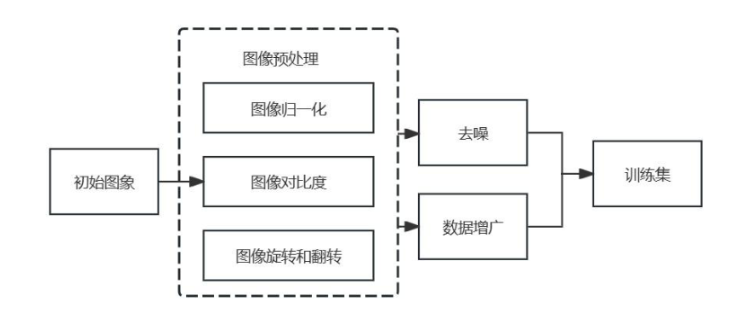 初始图象
图像预处理
图像归一化
图像对比度
图像旋转和翻转
去噪
数据增广
训练集